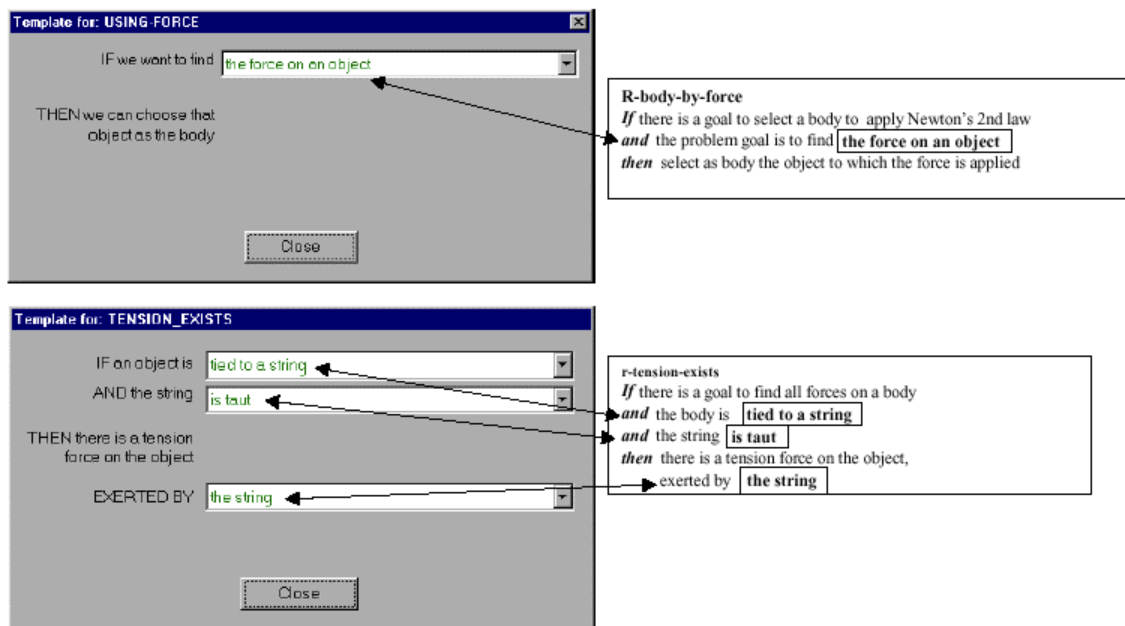 Template for: USING-FORCE
IF we want to find the force on an object
THEN we can choose that
object as the body
Close
R-body-by-force
If there is a goal to select a body to apply Newton's 2nd law
and the problem goal is to find the force on an object
then select as body the object to which the force is applied
Template for: TENSION_EXISTS
IF an object is tied to a string
AND the string is taut
THEN there is a tension
force on the object
EXERTED BY the string
Close
r-tension-exists
If there is a goal to find all forces on a body
and the body is tied to a string
and the string is taut
then there is a tension force on the object,
exerted by the string